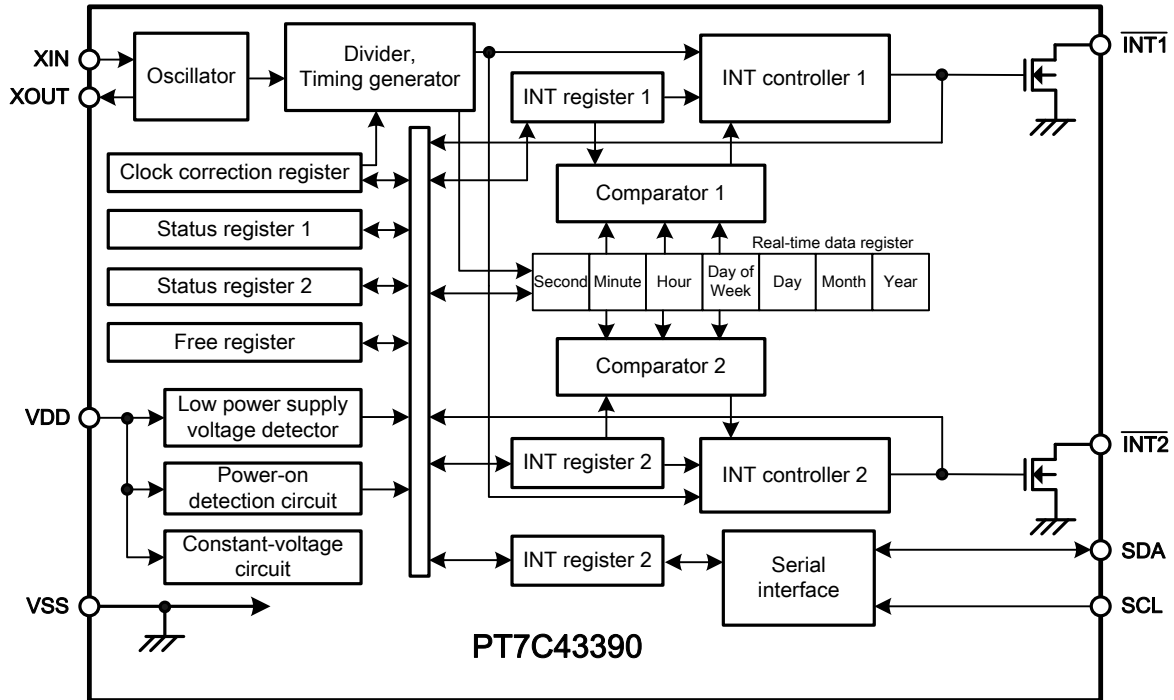 XIN
XOUT
Oscillator
Divider,
Timing generator
INT register 1
INT controller 1
INT1
Clock correction register
Comparator 1
Status register 1
Real-time data register
Second
Minute
Hour
Day of
Week
Day
Month
Year
Status register 2
Free register
Comparator 2
VDD
Low power supply
voltage detector
INT2
INT register 2
INT controller 2
Power-on
detection circuit
Constant-voltage
circuit
INT register 2
Serial
interface
SDA
VSS
SCL
PT7C43390